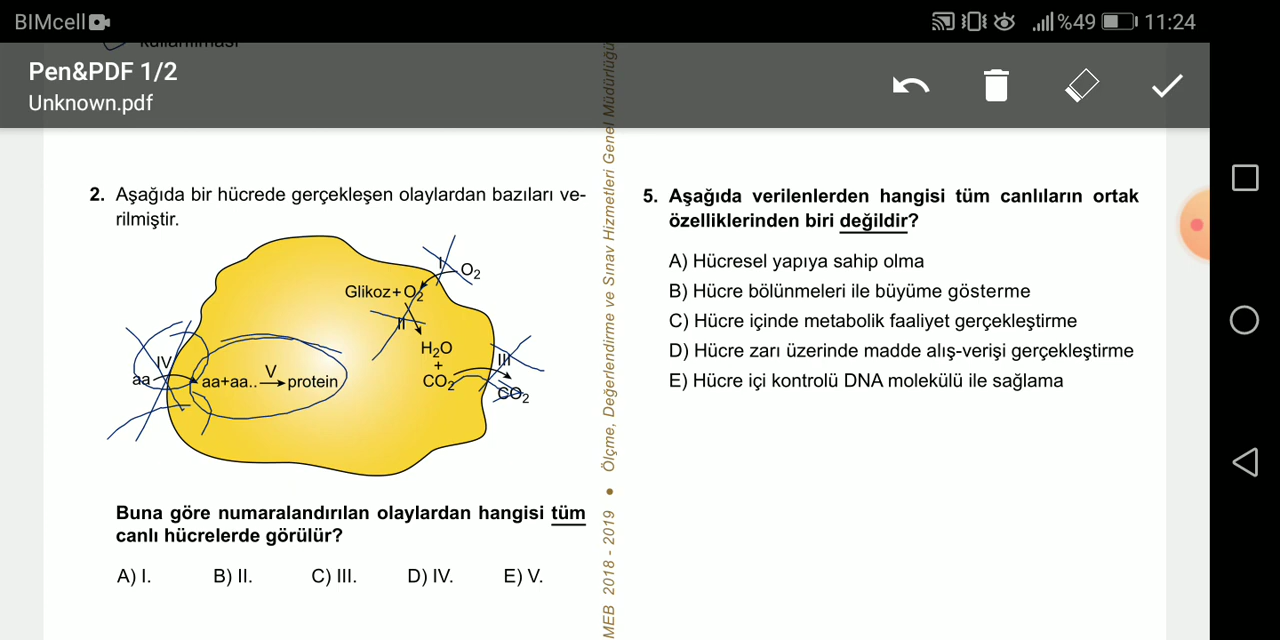 BIMcell
%49 11:24
kullanılması
Pen&PDF 1/2
Unknown.pdf
2. Aşağıda bir hücrede gerçekleşen olaylardan bazıları ve-
rilmiştir.
I
O2
Glikoz+O2
II
H2O
+
CO2
III
CO2
IV
aa
aa+aa..
V
protein
Buna göre numaralandırılan olaylardan hangisi tüm
canlı hücrelerde görülür?
A) I. B) II. C) III. D) IV. E) V.
MEB 2018 - 2019 ● Ölçme, Değerlendirme ve Sınav Hizmetleri Genel Müdürlüğü
5. Aşağıda verilenlerden hangisi tüm canlıların ortak
özelliklerinden biri değildir?
A) Hücresel yapıya sahip olma
B) Hücre bölünmeleri ile büyüme gösterme
C) Hücre içinde metabolik faaliyet gerçekleştirme
D) Hücre zarı üzerinde madde alış-verişi gerçekleştirme
E) Hücre içi kontrolü DNA molekülü ile sağlama